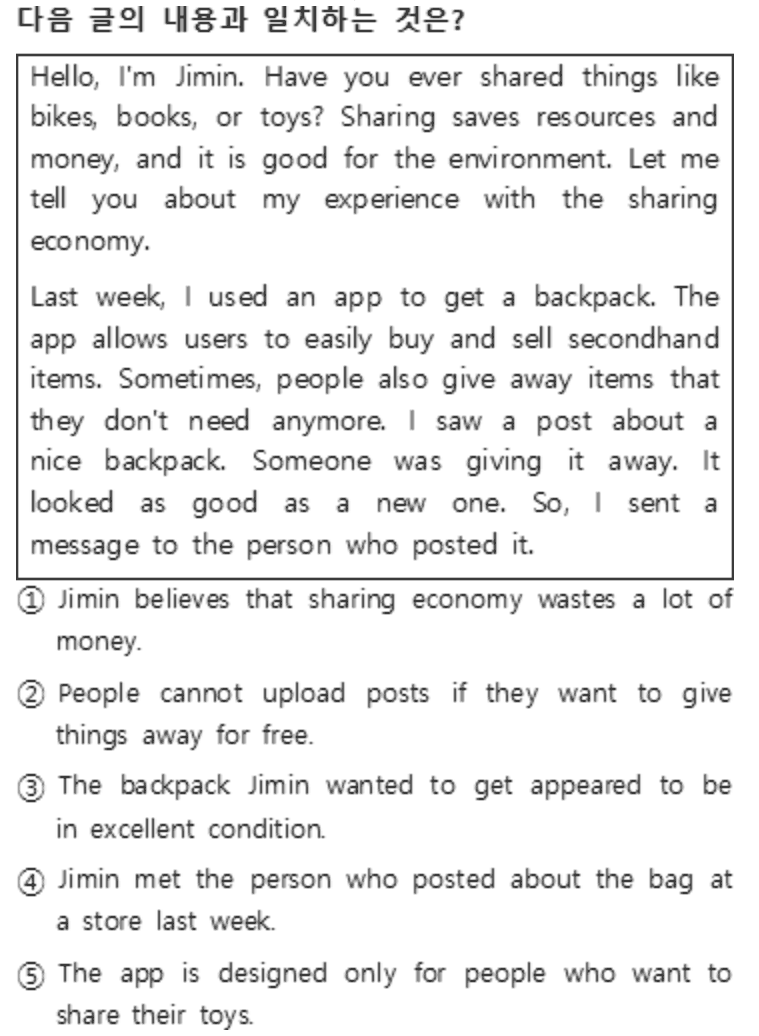 다음 글의 내용과 일치하는 것은?
Hello, I'm Jimin. Have you ever shared things like
bikes, books, or toys? Sharing saves resources and
money, and it is good for the environment. Let me
tell you about my experience with the sharing
economy.
Last week, I used an app to get a backpack. The
app allows users to easily buy and sell secondhand
items. Sometimes, people also give away items that
they don't need anymore. I saw a post about a
nice backpack. Someone was giving it away. It
looked as good as a new one. So, I sent a
message to the person who posted it.
① Jimin believes that sharing economy wastes a lot of
money.
② People cannot upload posts if they want to give
things away for free.
③ The backpack Jimin wanted to get appeared to be
in excellent condition.
④ Jimin met the person who posted about the bag at
a store last week.
⑤ The app is designed only for people who want to
share their toys.